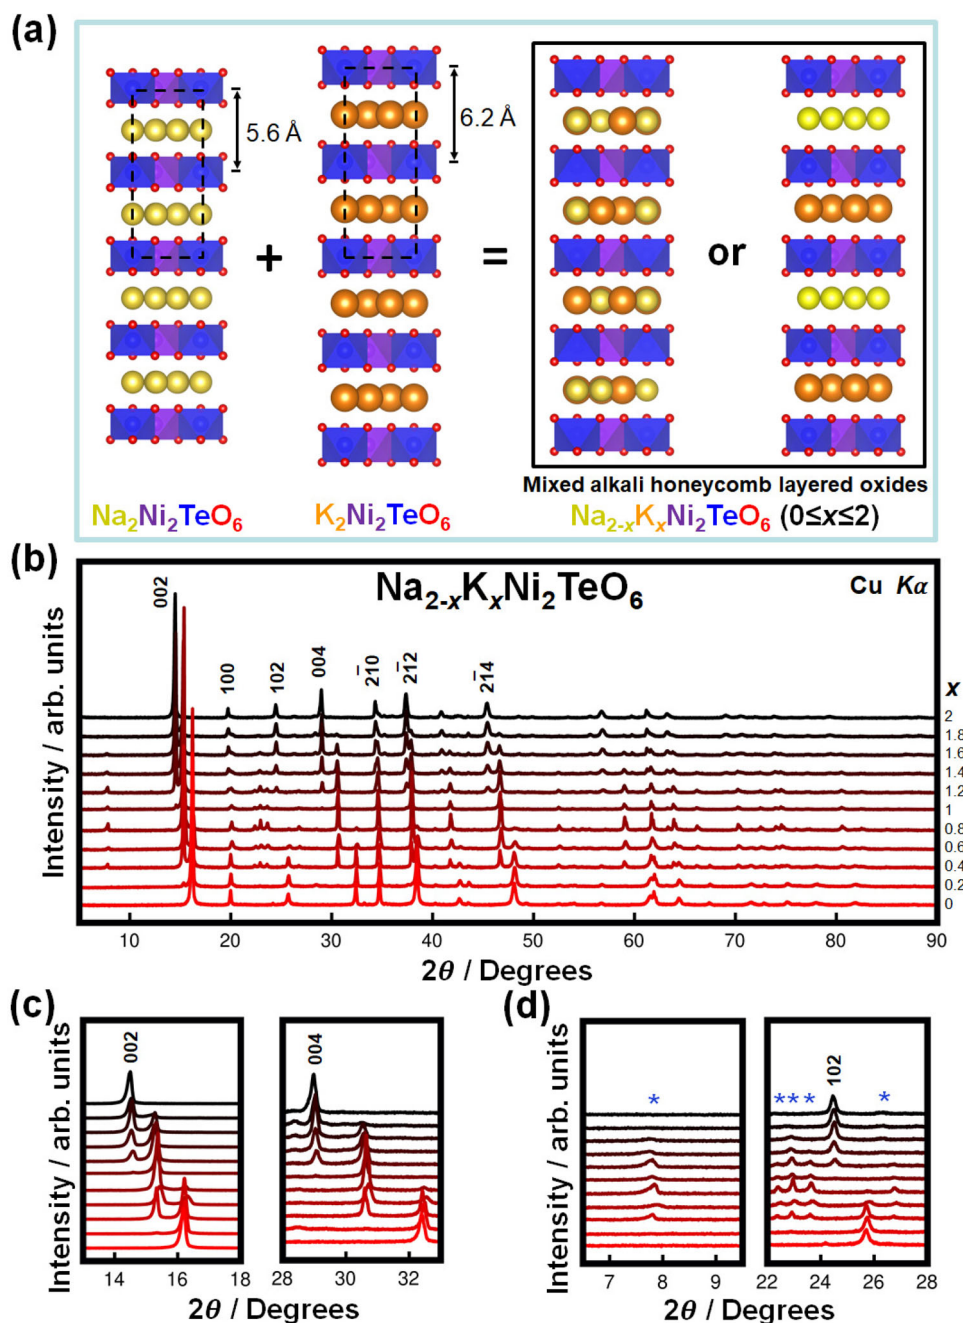 (a)
5.6 Å
6.2 Å
+
=
or
Mixed alkali honeycomb layered oxides
Na₂Ni₂TeO₆
K₂Ni₂TeO₆
Na₂₋ₓKₓNi₂TeO₆ (0≤x≤2)
(b)
Na₂₋ₓKₓNi₂TeO₆
Cu Kα
002
100
102
004
2̄10
2̄12
2̄14
x
2
1.8
1.6
1.4
1.2
1
0.8
0.6
0.4
0.2
0
Intensity / arb. units
10 20 30 40 50 60 70 80 90
2θ / Degrees
(c)
Intensity / arb. units
002
004
14 16 18
28 30 32
2θ / Degrees
(d)
Intensity / arb. units
*
** * *
102
7 8 9
22 24 26 28
2θ / Degrees